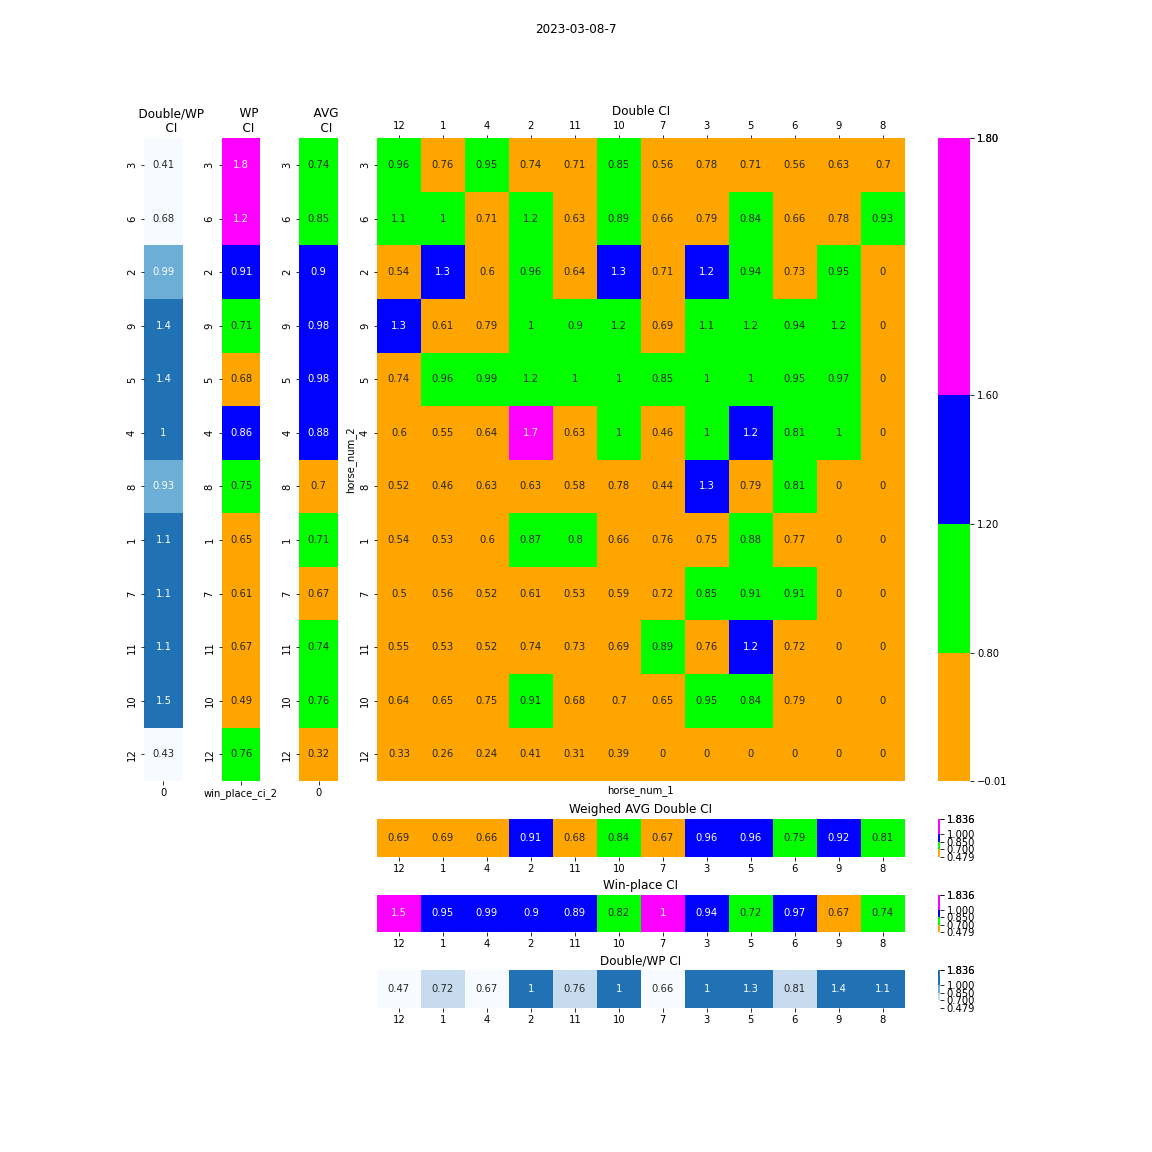 2023-03-08-7
Double/WP CI
WP CI
AVG CI
Double CI
12 1 4 2 11 10 7 3 5 6 9 8
3 0.41 3 1.8 3 0.74 3 0.96 0.76 0.95 0.74 0.71 0.85 0.56 0.78 0.71 0.56 0.63 0.7
6 0.68 6 1.2 6 0.85 6 1.1 1 0.71 1.2 0.63 0.89 0.66 0.79 0.84 0.66 0.78 0.93
2 0.99 2 0.91 2 0.9 2 0.54 1.3 0.6 0.96 0.64 1.3 0.71 1.2 0.94 0.73 0.95 0
9 1.4 9 0.71 9 0.98 9 1.3 0.61 0.79 1 0.9 1.2 0.69 1.1 1.2 0.94 1.2 0
5 1.4 5 0.68 5 0.98 5 0.74 0.96 0.99 1.2 1 1 0.85 1 1 0.95 0.97 0
4 1 4 0.86 4 0.88 4 0.6 0.55 0.64 1.7 0.63 1 0.46 1 1.2 0.81 1 0
horse_num_2
8 0.93 8 0.75 8 0.7 8 0.52 0.46 0.63 0.63 0.58 0.78 0.44 1.3 0.79 0.81 0 0
1 1.1 1 0.65 1 0.71 1 0.54 0.53 0.6 0.87 0.8 0.66 0.76 0.75 0.88 0.77 0 0
7 1.1 7 0.61 7 0.67 7 0.5 0.56 0.52 0.61 0.53 0.59 0.72 0.85 0.91 0.91 0 0
11 1.1 11 0.67 11 0.74 11 0.55 0.53 0.52 0.74 0.73 0.69 0.89 0.76 1.2 0.72 0 0
10 1.5 10 0.49 10 0.76 10 0.64 0.65 0.75 0.91 0.68 0.7 0.65 0.95 0.84 0.79 0 0
12 0.43 12 0.76 12 0.32 12 0.33 0.26 0.24 0.41 0.31 0.39 0 0 0 0 0 0
0 win_place_ci_2 0 horse_num_1
1.80
1.60
1.20
0.80
−0.01
Weighed AVG Double CI
0.69 0.69 0.66 0.91 0.68 0.84 0.67 0.96 0.96 0.79 0.92 0.81
12 1 4 2 11 10 7 3 5 6 9 8
1.836
1.000
0.850
0.700
0.479
Win-place CI
1.5 0.95 0.99 0.9 0.89 0.82 1 0.94 0.72 0.97 0.67 0.74
12 1 4 2 11 10 7 3 5 6 9 8
1.836
1.000
0.850
0.700
0.479
Double/WP CI
0.47 0.72 0.67 1 0.76 1 0.66 1 1.3 0.81 1.4 1.1
12 1 4 2 11 10 7 3 5 6 9 8
1.836
1.000
0.850
0.700
0.479